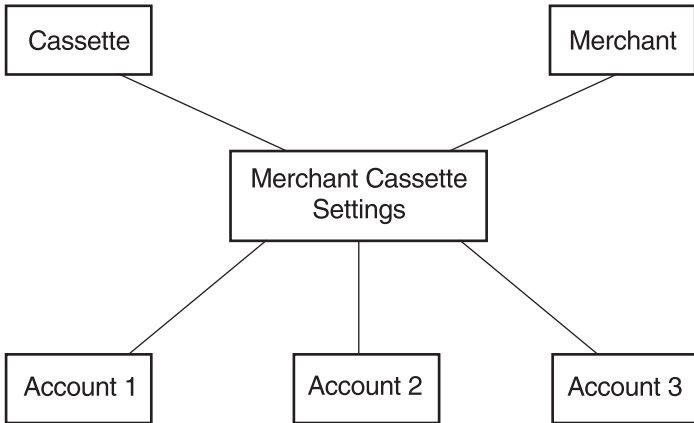 Cassette
Merchant
Merchant Cassette
Settings
Account 1
Account 2
Account 3